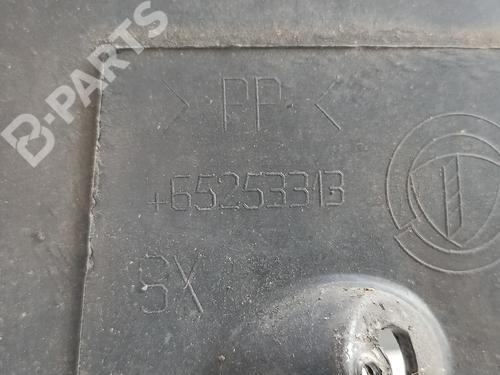 B-PARTS
> PP <
+65253313
SX